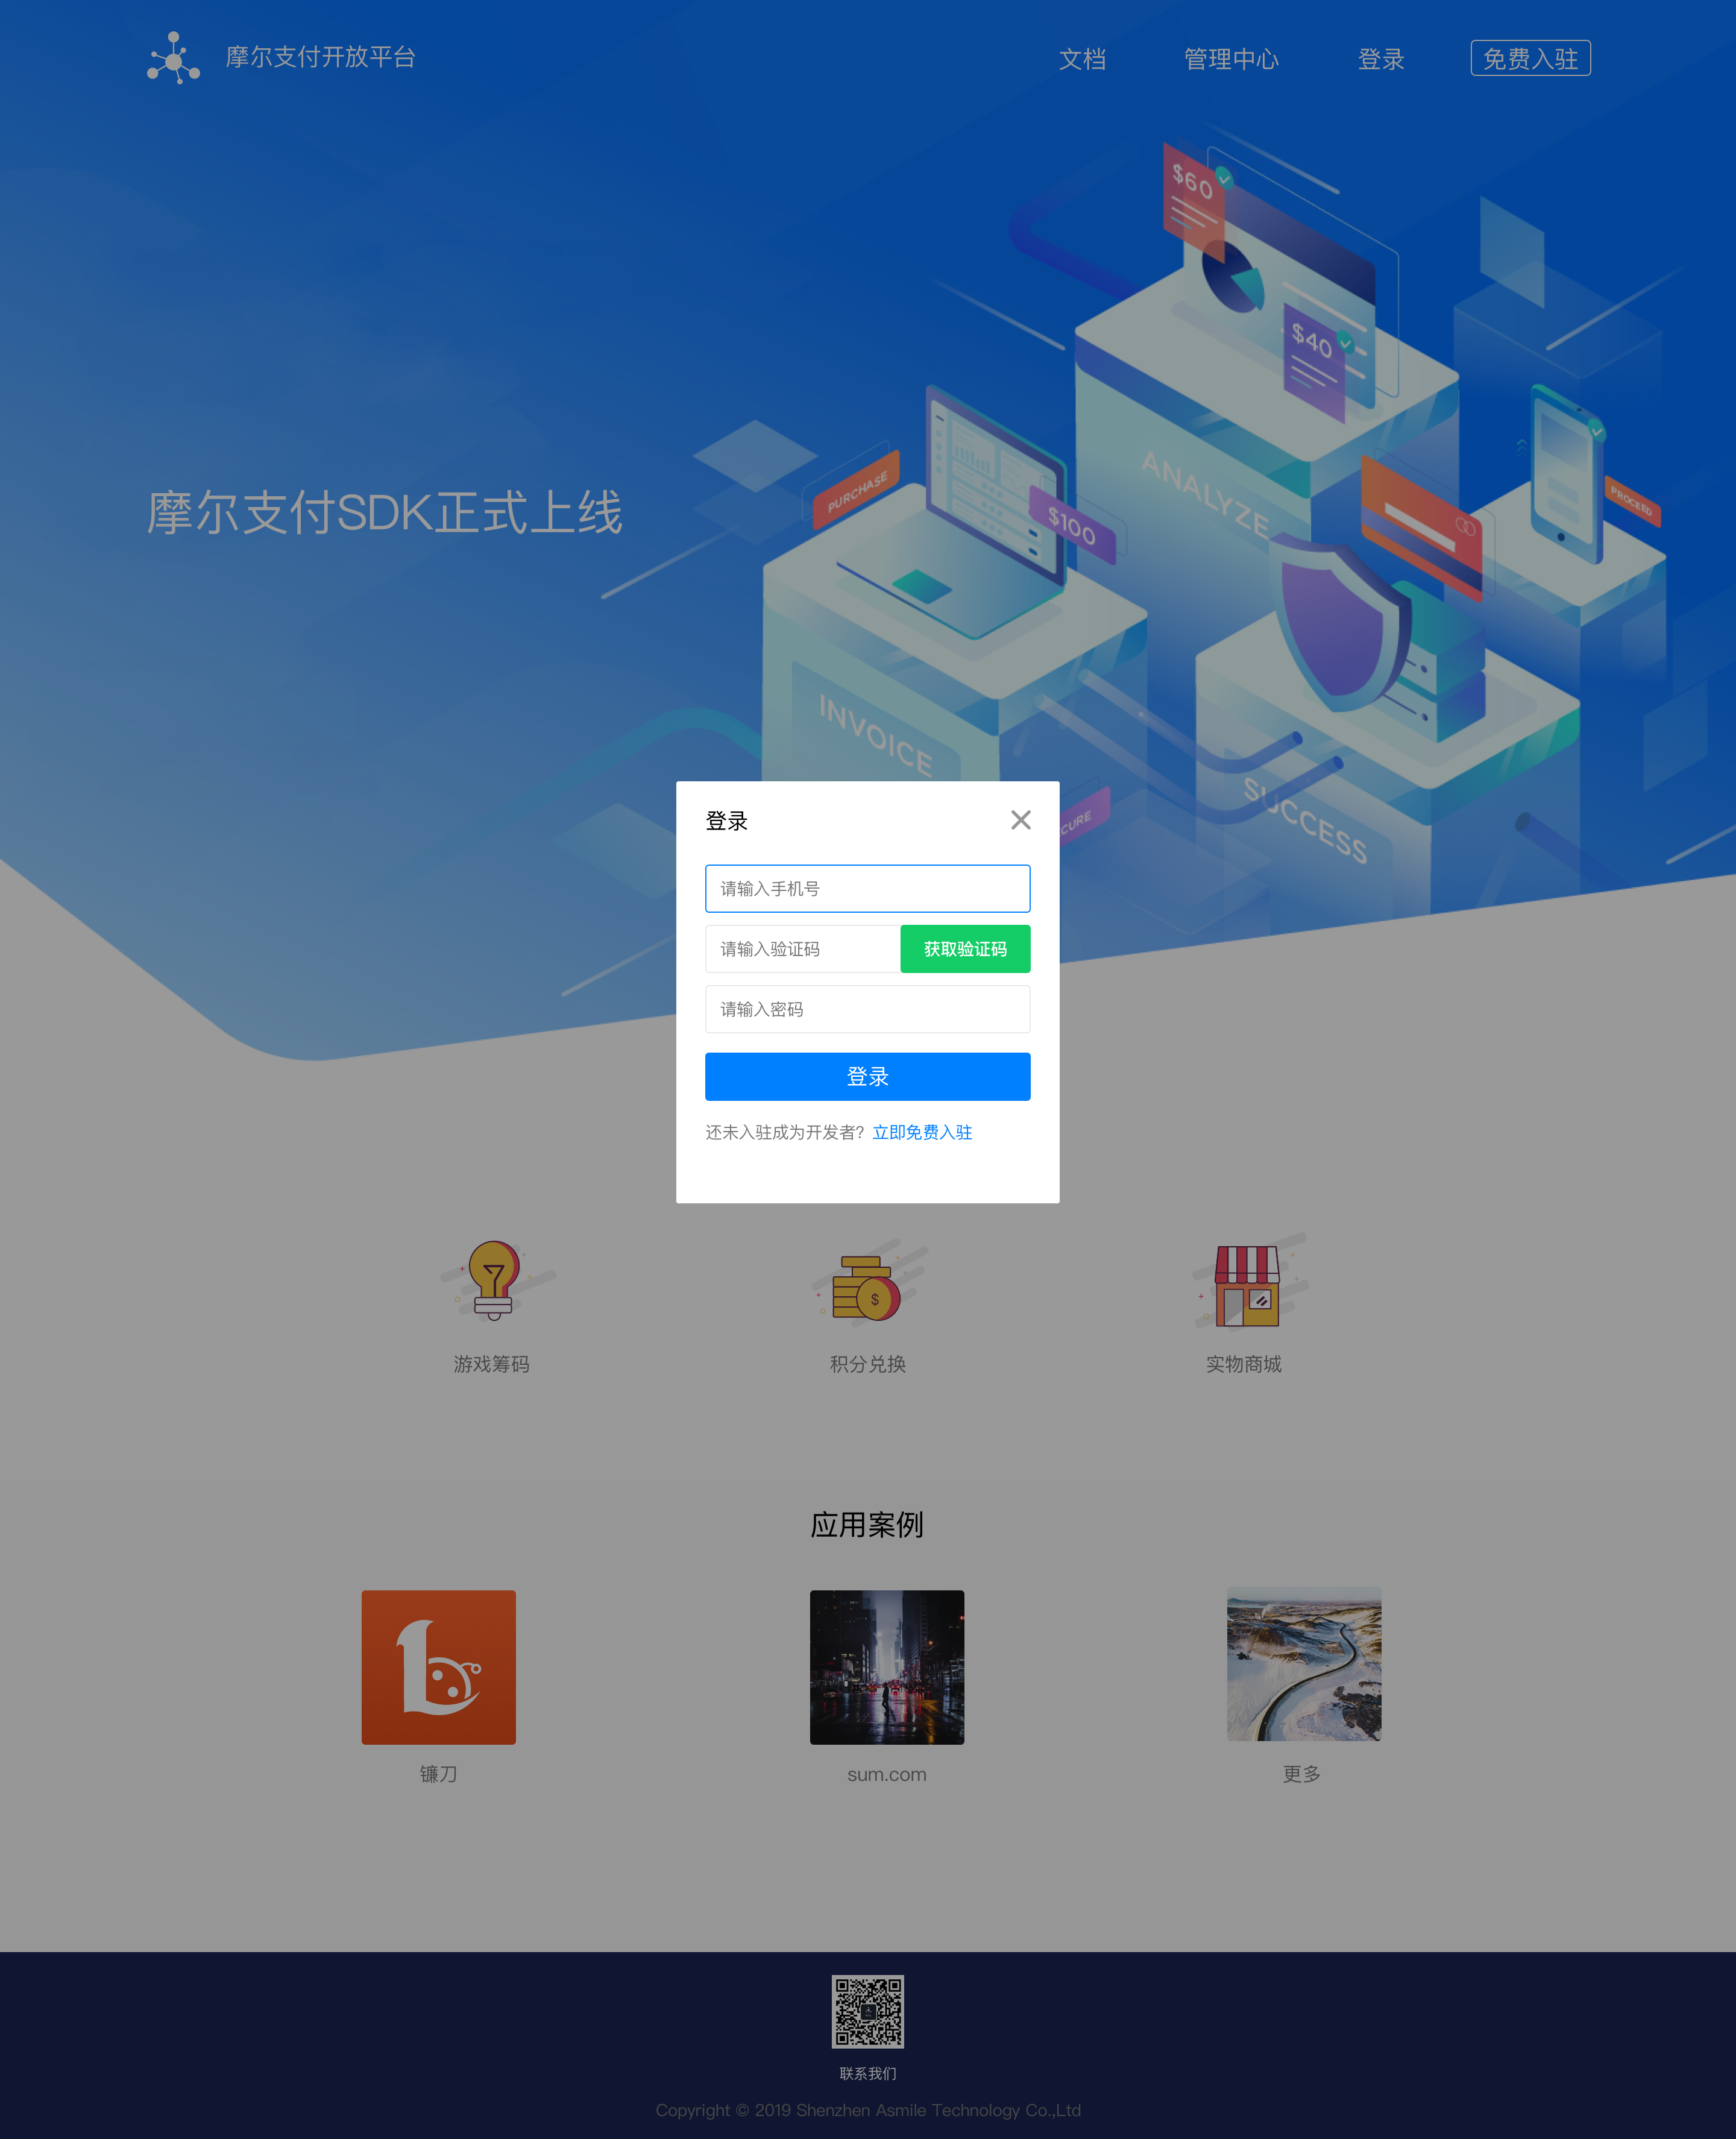 摩尔支付开放平台
文档
管理中心
登录
免费入驻
$60
$40
ANALYZE
PURCHASE
$100
PROCEED
摩尔支付SDK正式上线
INVOICE
SUCCESS
CURE
登录
请输入手机号
请输入验证码
获取验证码
请输入密码
登录
还未入驻成为开发者? 立即免费入驻
$
游戏筹码
积分兑换
实物商城
应用案例
镰刀
sum.com
更多
联系我们
Copyright © 2019 Shenzhen Asmile Technology Co.,Ltd